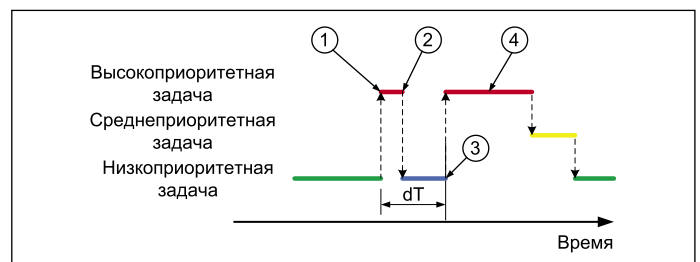 1
2
4
Высокоприоритетная
задача
Среднеприоритетная
задача
3
Низкоприоритетная
задача
dT
Время